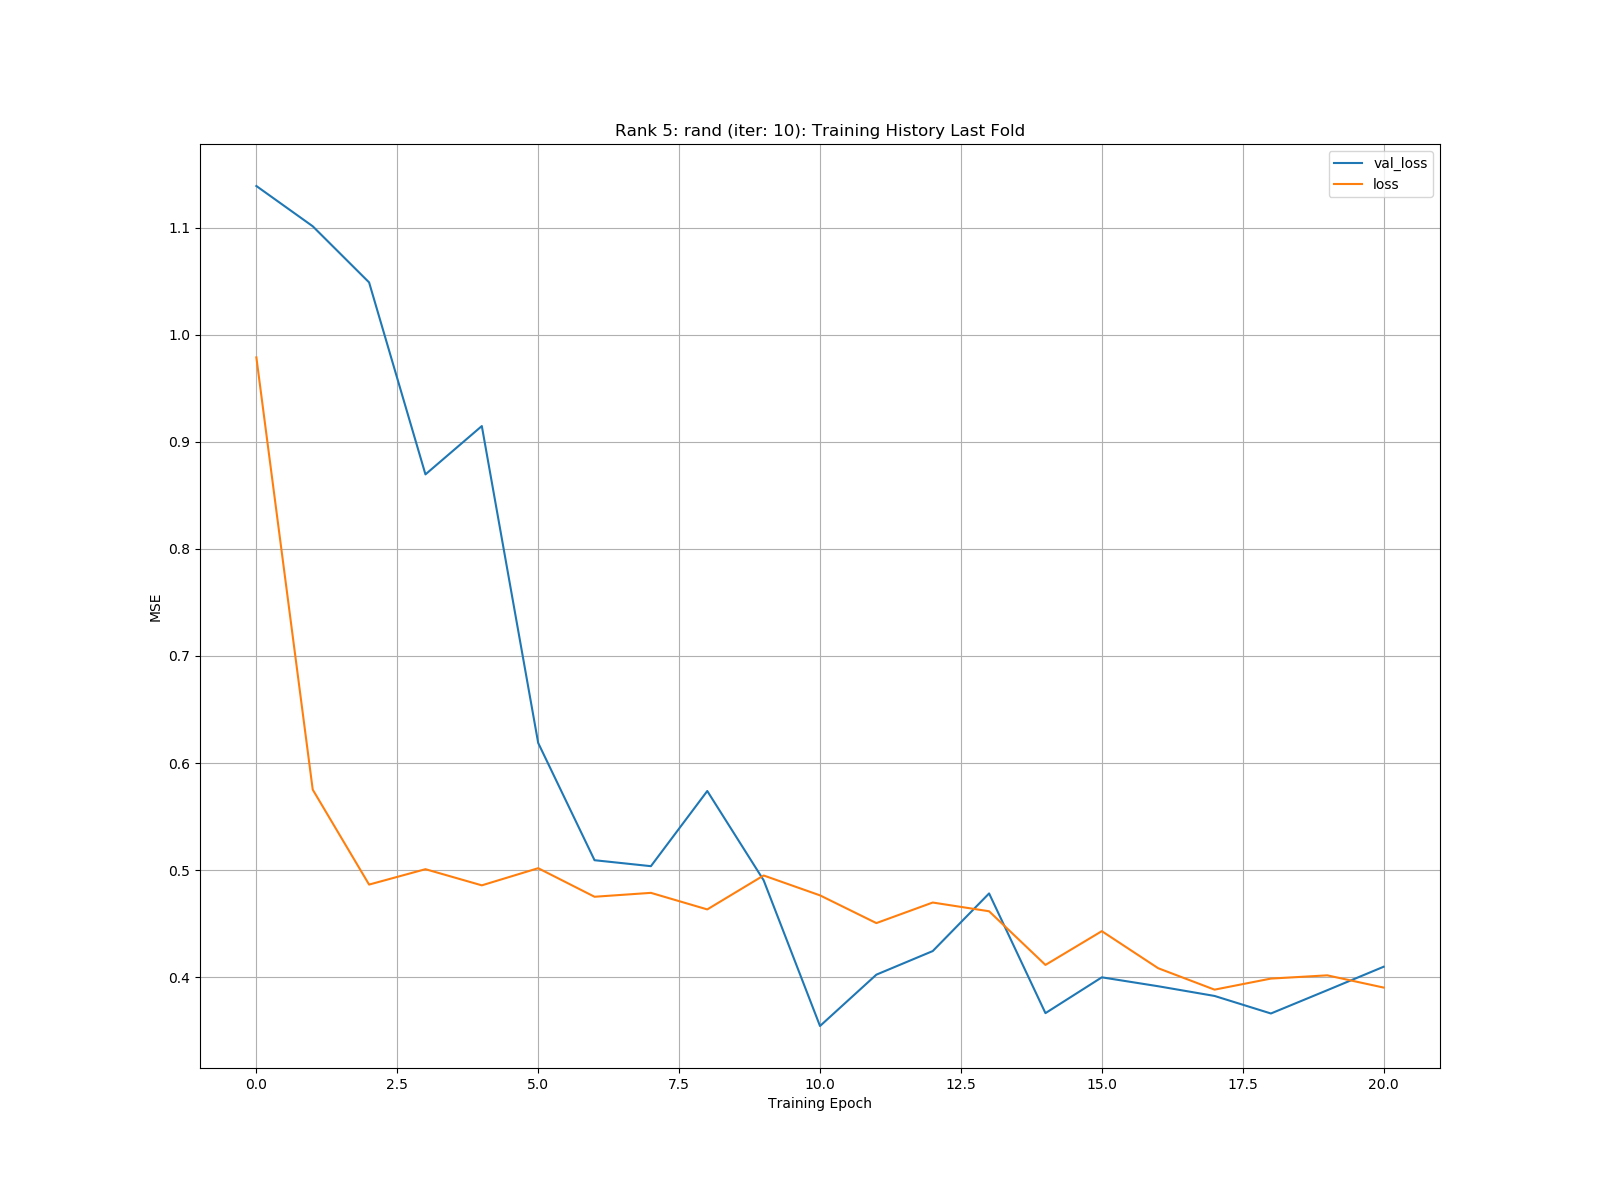 Rank 5: rand (iter: 10): Training History Last Fold
val_loss
loss
1.1
1.0
0.9
0.8
0.7
0.6
0.5
0.4
MSE
0.0 2.5 5.0 7.5 10.0 12.5 15.0 17.5 20.0
Training Epoch